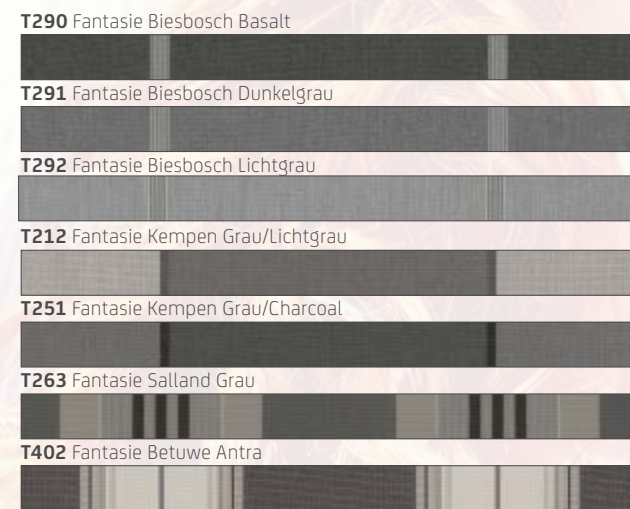 T290 Fantasie Biesbosch Basalt
T291 Fantasie Biesbosch Dunkelgrau
T292 Fantasie Biesbosch Lichtgrau
T212 Fantasie Kempen Grau/Lichtgrau
T251 Fantasie Kempen Grau/Charcoal
T263 Fantasie Salland Grau
T402 Fantasie Betuwe Antra